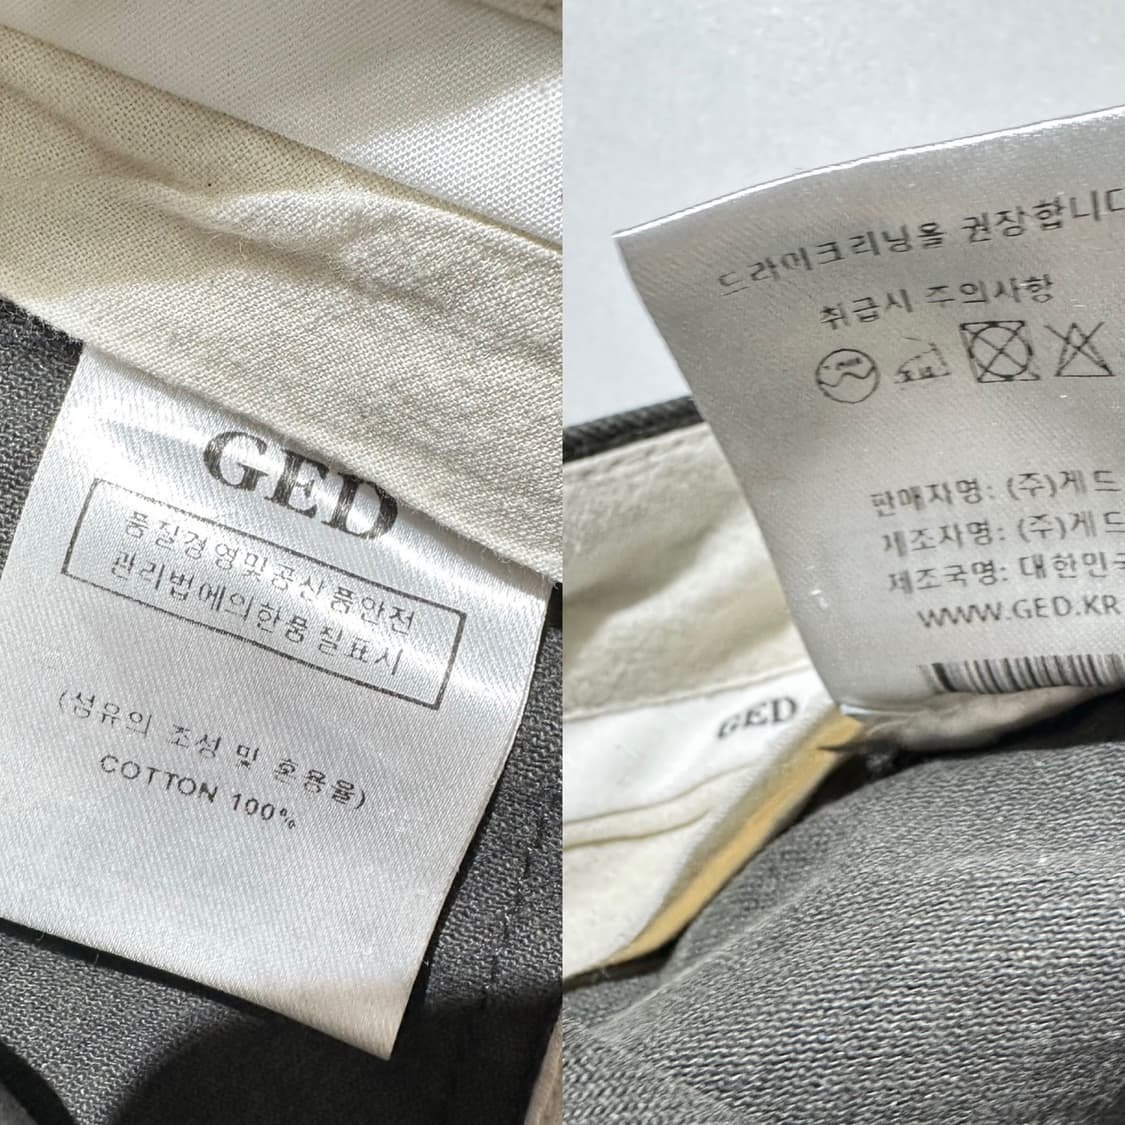 GED
품질경영및공산품안전
관리법에의한품질표시
(섬유의 조성 및 혼용율)
COTTON 100%
드라이크리닝을 권장합니다
취급시 주의사항
판매자명: (주)게드
제조자명: (주)게드
제조국명: 대한민국
WWW.GED.KR
GED